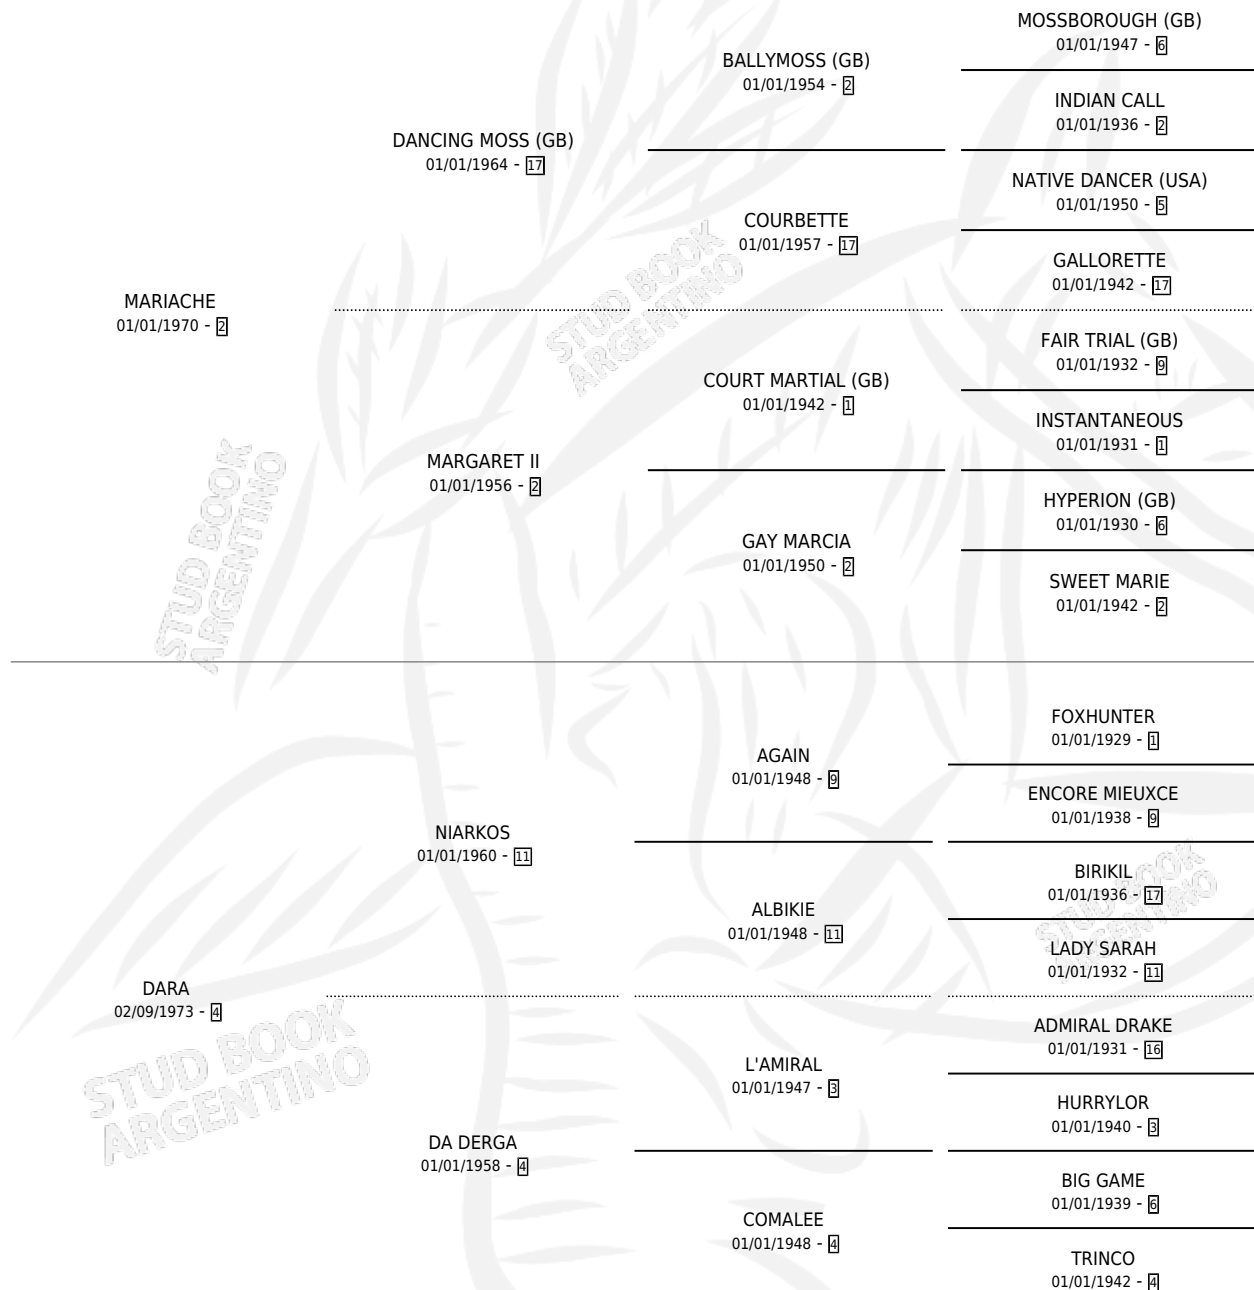 MOSSBOROUGH (GB)
01/01/1947 - 6
BALLYMOSS (GB)
01/01/1954 - 2
INDIAN CALL
01/01/1936 - 2
DANCING MOSS (GB)
01/01/1964 - 17
NATIVE DANCER (USA)
01/01/1950 - 5
COURBETTE
01/01/1957 - 17
GALLORETTE
01/01/1942 - 17
MARIACHE
01/01/1970 - 2
FAIR TRIAL (GB)
01/01/1932 - 9
COURT MARTIAL (GB)
01/01/1942 - 1
INSTANTANEOUS
01/01/1931 - 1
MARGARET II
01/01/1956 - 2
HYPERION (GB)
01/01/1930 - 6
GAY MARCIA
01/01/1950 - 2
SWEET MARIE
01/01/1942 - 2
FOXHUNTER
01/01/1929 - 1
AGAIN
01/01/1948 - 9
ENCORE MIEUXCE
01/01/1938 - 9
NIARKOS
01/01/1960 - 11
BIRIKIL
01/01/1936 - 17
ALBIKIE
01/01/1948 - 11
LADY SARAH
01/01/1932 - 11
DARA
02/09/1973 - 4
ADMIRAL DRAKE
01/01/1931 - 16
L'AMIRAL
01/01/1947 - 3
HURRYLOR
01/01/1940 - 3
DA DERGA
01/01/1958 - 4
BIG GAME
01/01/1939 - 6
COMALEE
01/01/1948 - 4
TRINCO
01/01/1942 - 4
STUD BOOK
ARGENTINO
STUD BOOK
ARGENTINO
STUD BOOK
ARGENTINO
STUD BOOK
ARGENTINO